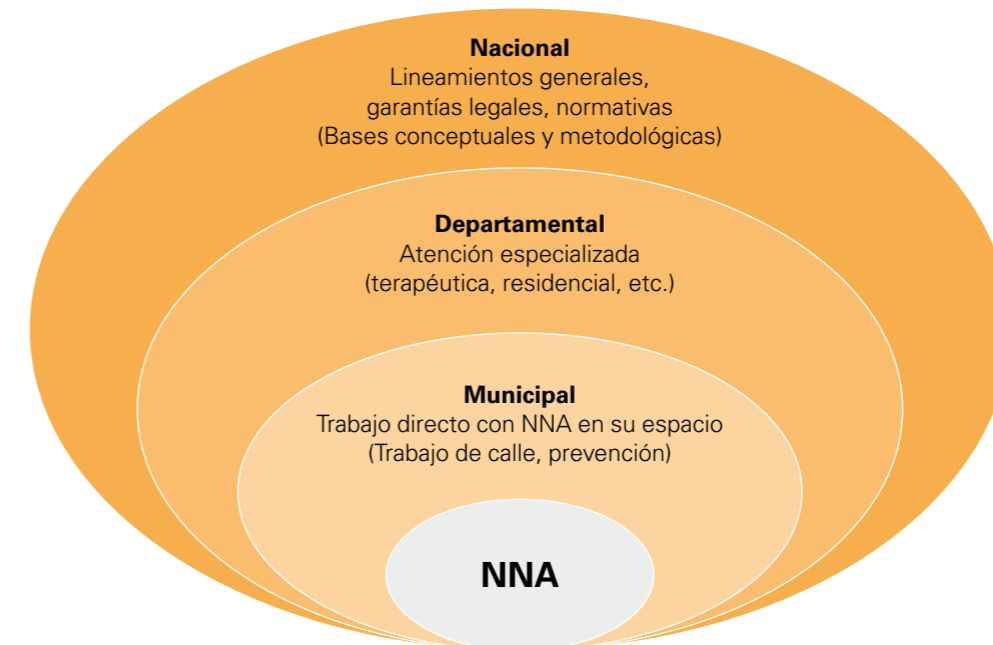 Nacional
Lineamientos generales,
garantías legales, normativas
(Bases conceptuales y metodológicas)
Departamental
Atención especializada
(terapéutica, residencial, etc.)
Municipal
Trabajo directo con NNA en su espacio
(Trabajo de calle, prevención)
NNA